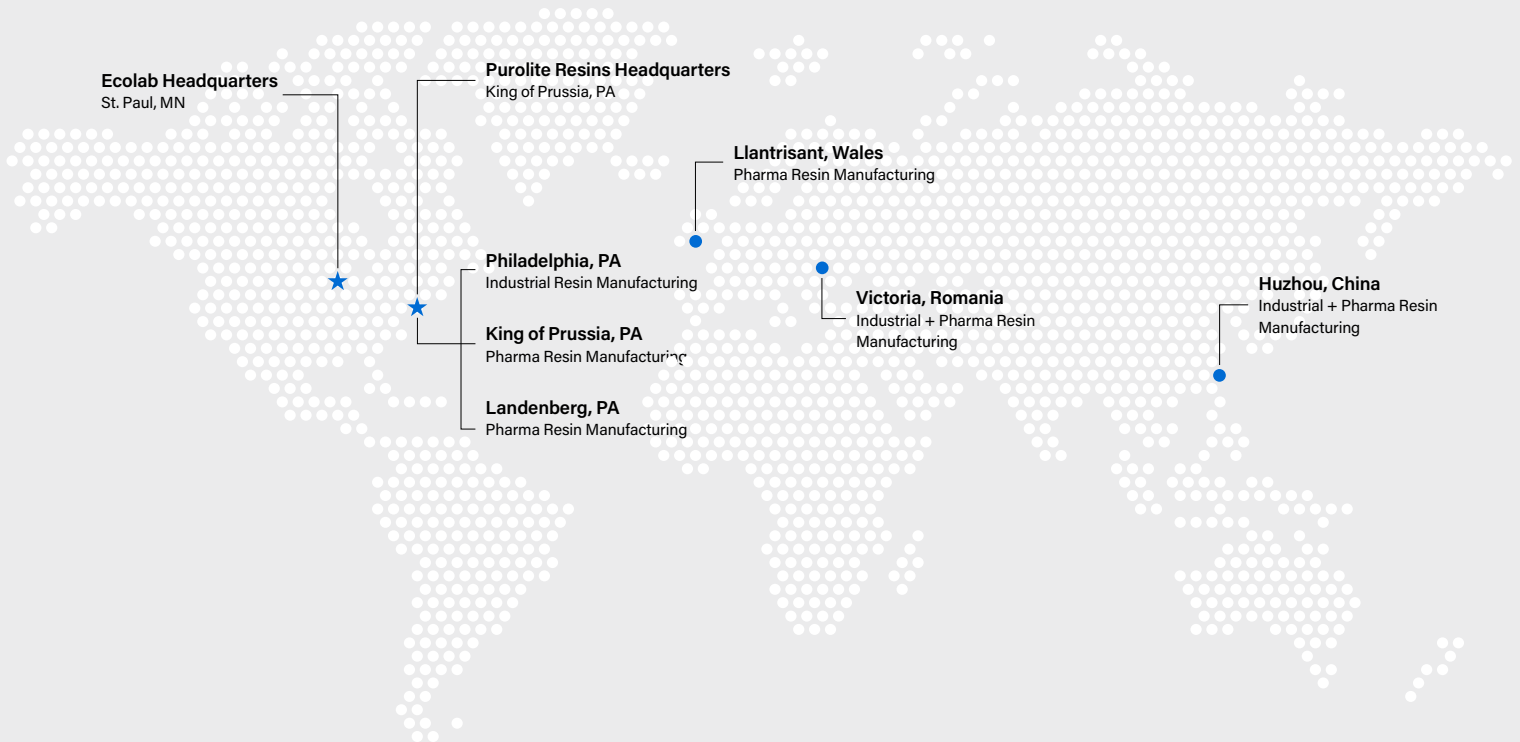 Ecolab Headquarters
St. Paul, MN
Purolite Resins Headquarters
King of Prussia, PA
Llantrisant, Wales
Pharma Resin Manufacturing
Philadelphia, PA
Industrial Resin Manufacturing
King of Prussia, PA
Pharma Resin Manufacturing
Landenberg, PA
Pharma Resin Manufacturing
Victoria, Romania
Industrial + Pharma Resin
Manufacturing
Huzhou, China
Industrial + Pharma Resin
Manufacturing